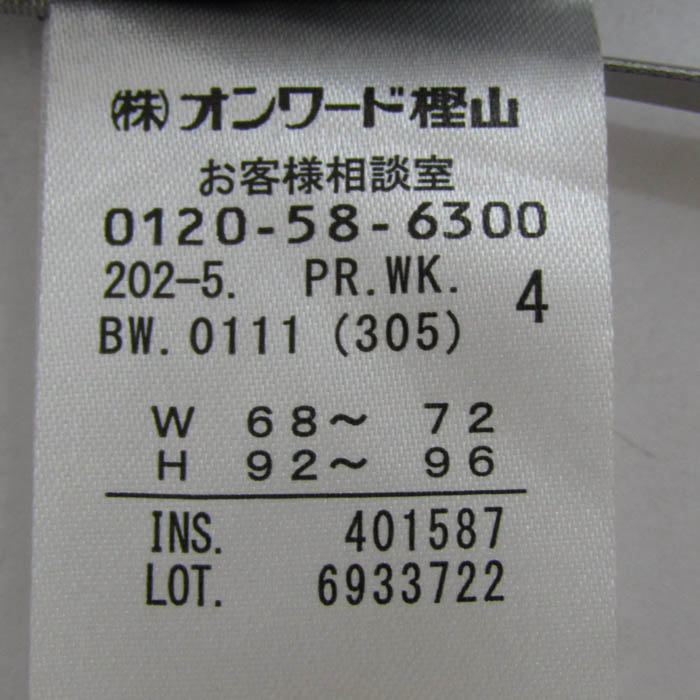 (株)オンワード樫山
お客様相談室
0120-58-6300
202-5. PR.WK. 4
BW.0111 (305)
W 68~ 72
H 92~ 96
INS. 401587
LOT. 6933722